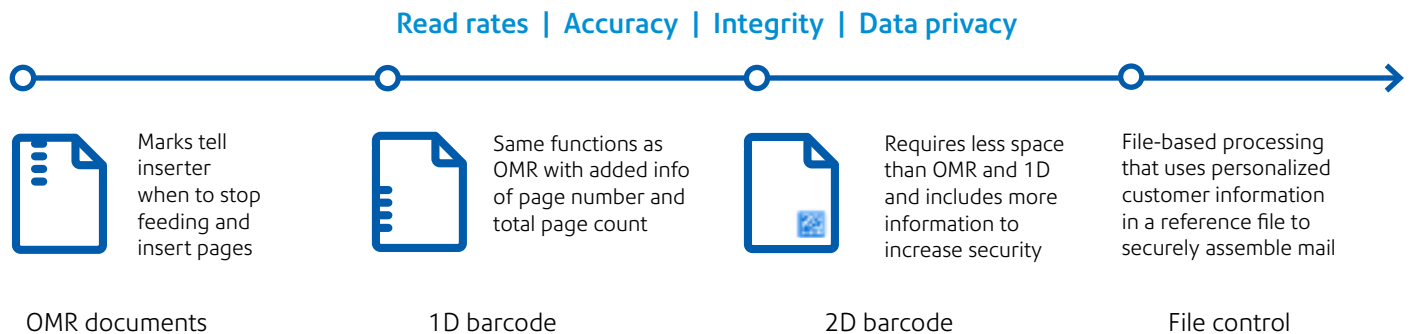 Read rates | Accuracy | Integrity | Data privacy
Marks tell
inserter
when to stop
feeding and
insert pages
Same functions as
OMR with added info
of page number and
total page count
Requires less space
than OMR and 1D
and includes more
information to
increase security
File-based processing
that uses personalized
customer information
in a reference file to
securely assemble mail
OMR documents
1D barcode
2D barcode
File control